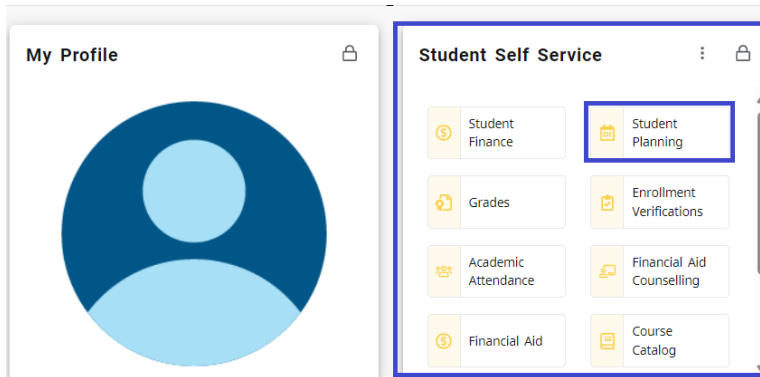 My Profile
Student Self Service
Student
Finance
Student
Planning
Grades
Enrollment
Verifications
Academic
Attendance
Financial Aid
Counselling
Financial Aid
Course
Catalog